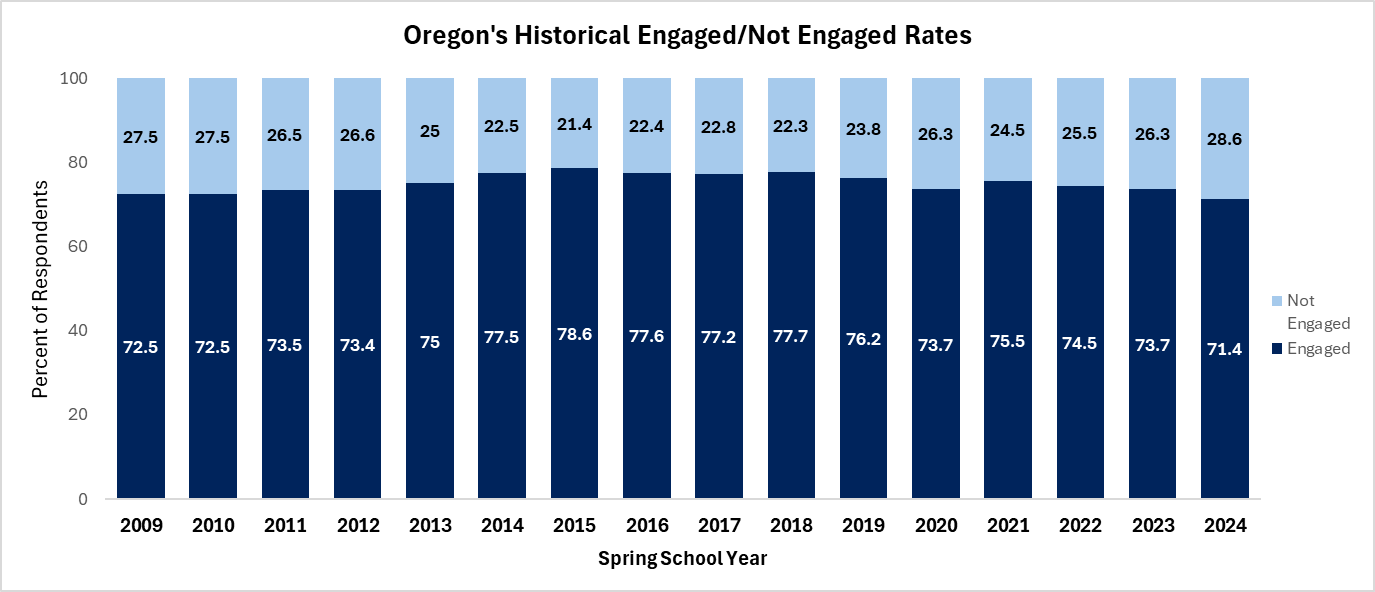 Oregon's Historical Engaged/Not Engaged Rates
100
80
60
40
20
0
Percent of Respondents
27.5 27.5 26.5 26.6 25 22.5 21.4 22.4 22.8 22.3 23.8 26.3 24.5 25.5 26.3 28.6
72.5 72.5 73.5 73.4 75 77.5 78.6 77.6 77.2 77.7 76.2 73.7 75.5 74.5 73.7 71.4
2009 2010 2011 2012 2013 2014 2015 2016 2017 2018 2019 2020 2021 2022 2023 2024
Spring School Year
Not
Engaged
Engaged